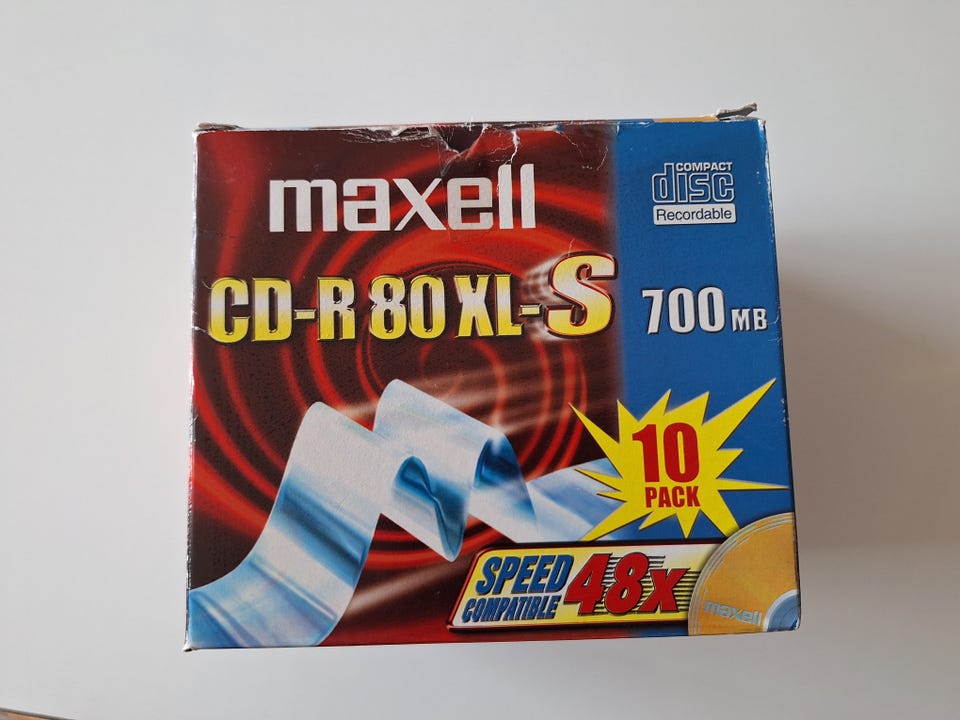 maxell
CD-R 80 XL-S
COMPACT
disc
Recordable
700 MB
10
PACK
SPEED
COMPATIBLE
48x
maxell